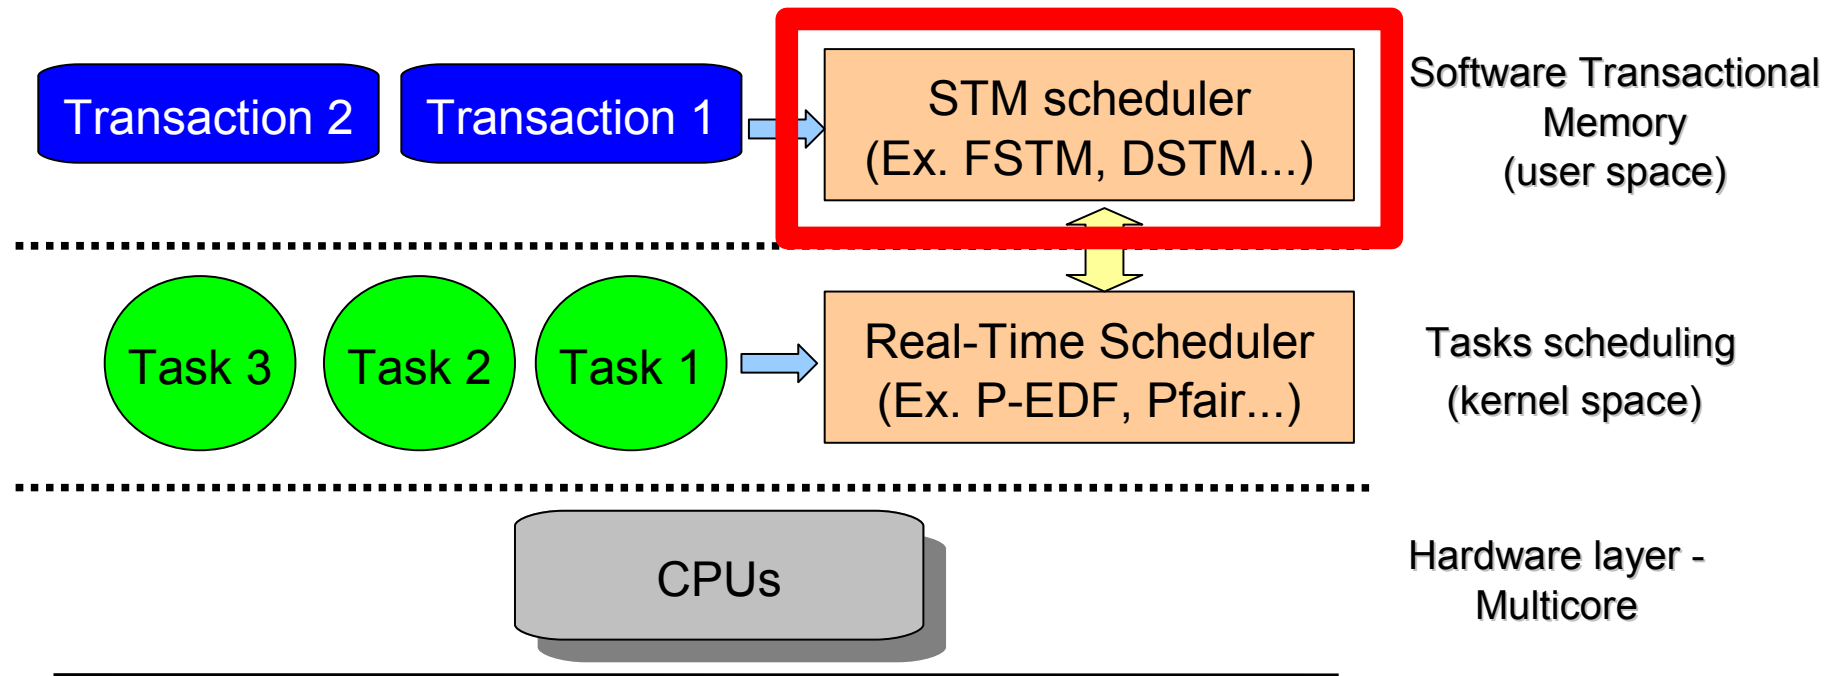 Transaction 2
Transaction 1
STM scheduler
(Ex. FSTM, DSTM...)
Software Transactional
Memory
(user space)
Task 3
Task 2
Task 1
Real-Time Scheduler
(Ex. P-EDF, Pfair...)
Tasks scheduling
(kernel space)
CPUs
Hardware layer -
Multicore